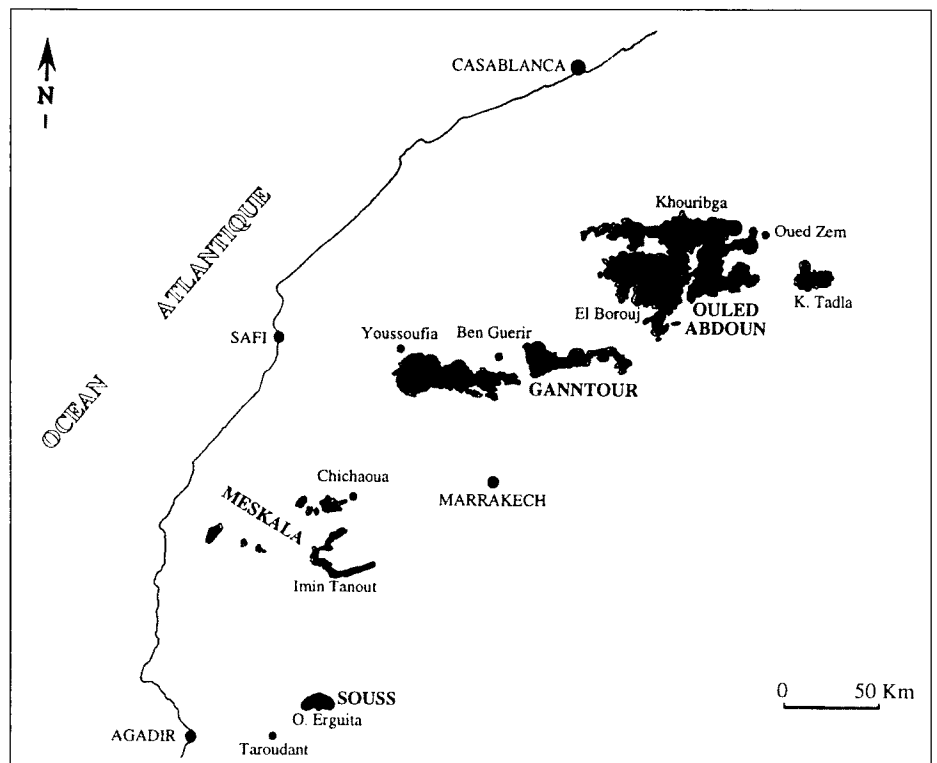 CASABLANCA
N
Khouribga
Oued Zem
ATLANTIQUE
El Borouj
OULED
ABDOUN
K. Tadla
SAFI
Youssoufia
Ben Guerir
GANNTOUR
OCEAN
Chichaoua
MESKALA
MARRAKECH
Imin Tanout
SOUSS
O. Erguita
0 50 Km
AGADIR
Taroudant